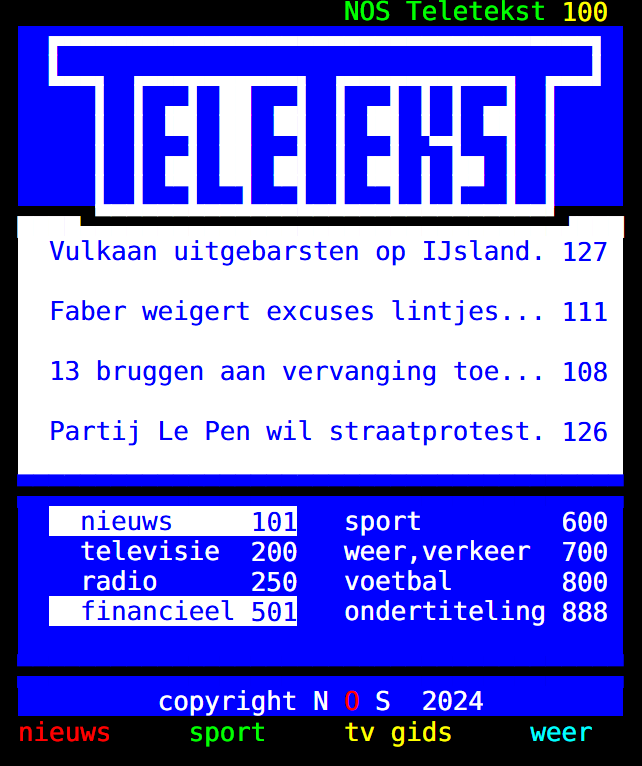 NOS Teletekst 100
TELETEKST
Vulkaan uitgebarsten op IJsland. 127
Faber weigert excuses lintjes... 111
13 bruggen aan vervanging toe... 108
Partij Le Pen wil straatprotest. 126
nieuws 101 sport 600
televisie 200 weer,verkeer 700
radio 250 voetbal 800
financieel 501 ondertiteling 888
copyright N O S 2024
nieuws sport tv gids weer